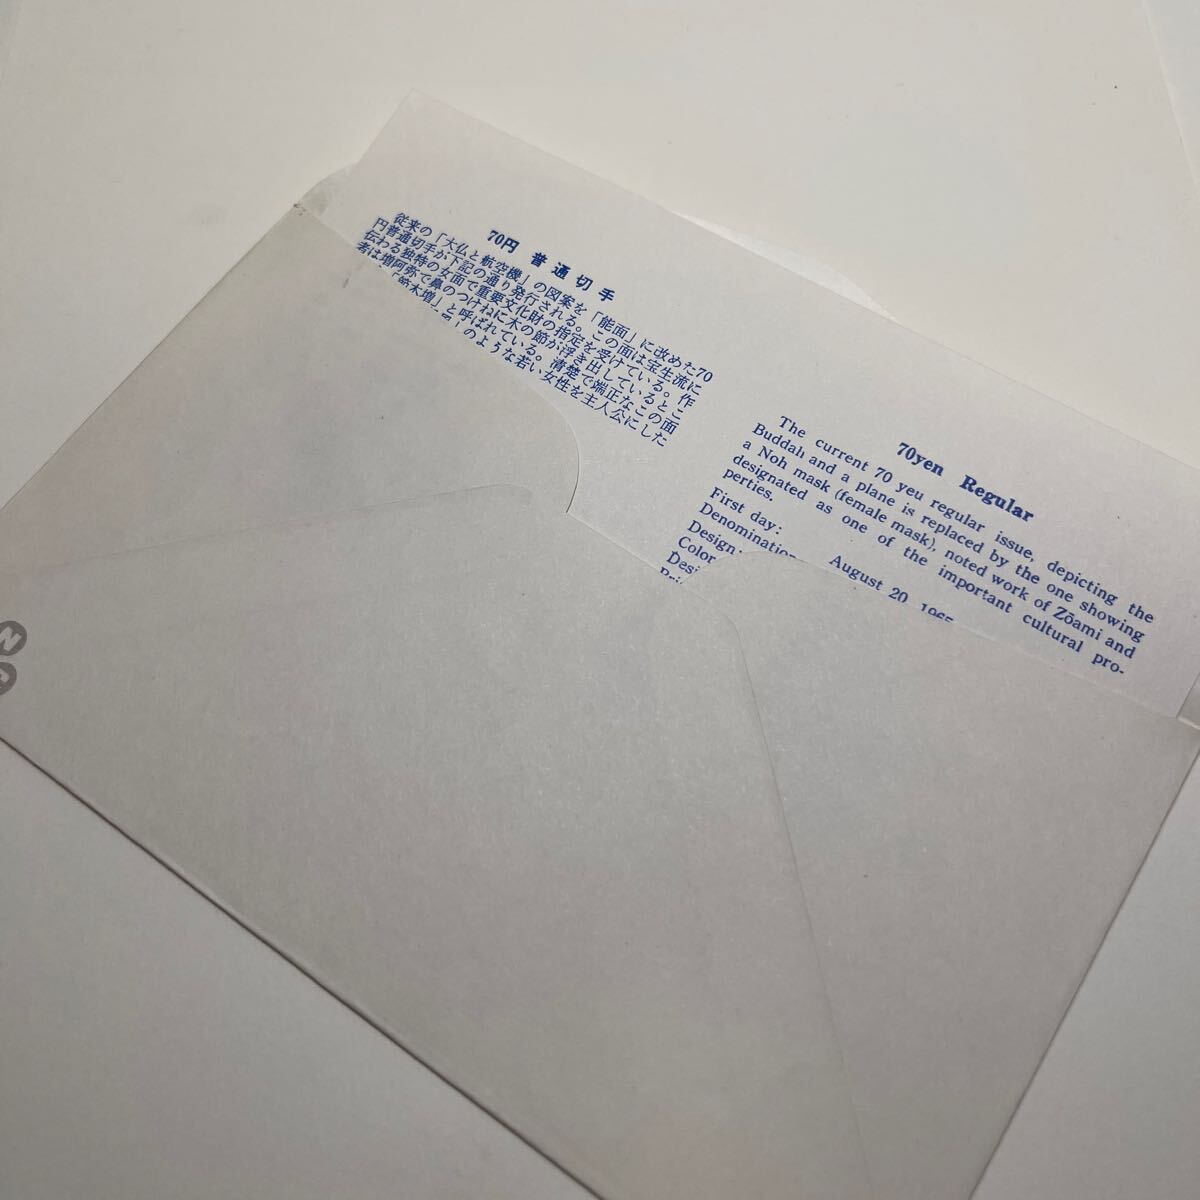 70円 普通切手
従来の「大仏と航空機」の図案を「能面」に改めた70
円普通切手が下記の通り発行される。この面は宝生流に
伝わる独特の女面で重要文化財の指定を受けている。作
者は増阿弥で鼻のつけねに木の節が浮き出しているとこ
「節木増」と呼ばれている。清楚で端正なこの面
」のような若い女性を主人公にした
70yen Regular
The current 70 yeu regular issue, depicting the
Buddah and a plane is replaced by the one showing
a Noh mask (female mask), noted work of Zōami and
designated as one of the important cultural pro-
perties.
First day: August 20, 1965
Denomination
Design:
Color
Desi